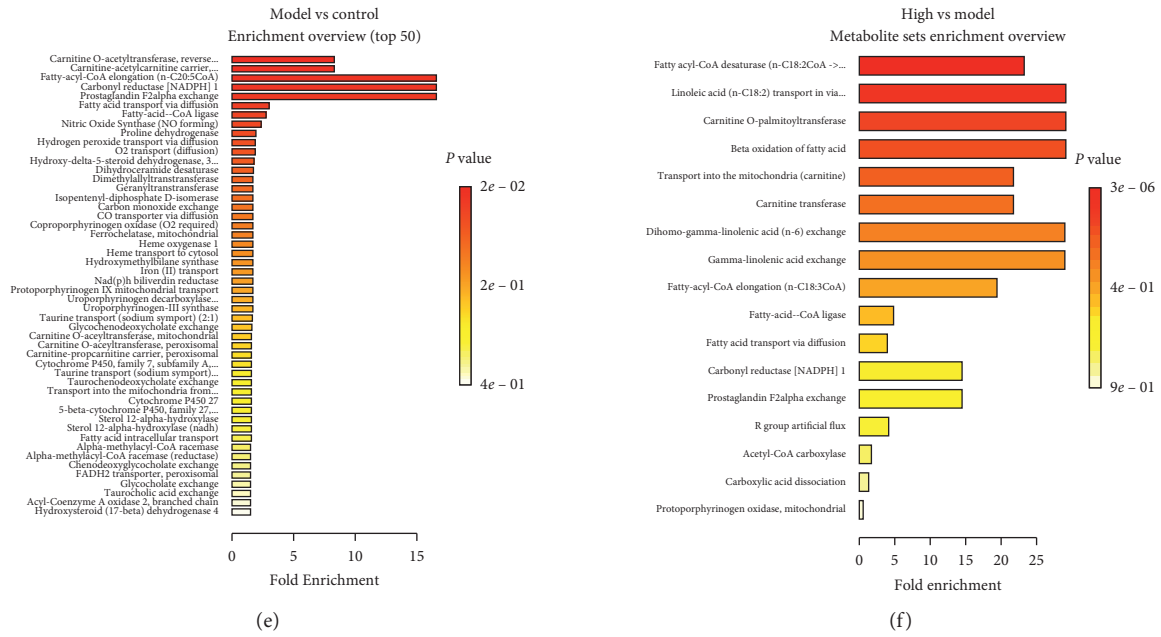 Model vs control
Enrichment overview (top 50)
Carnitine O-acetyltransferase, reverse...
Carnitine-acetylcarnitine carrier,...
Fatty-acyl-CoA elongation (n-C20:5CoA)
Carbonyl reductase [NADPH] 1
Prostaglandin F2alpha exchange
Fatty acid transport via diffusion
Fatty-acid--CoA ligase
Nitric Oxide Synthase (NO forming)
Proline dehydrogenase
Hydrogen peroxide transport via diffusion
O2 transport (diffusion)
Hydroxy-delta-5-steroid dehydrogenase, 3...
Dihydroceramide desaturase
Dimethylallyltranstransferase
Geranyltranstransferase
Isopentenyl-diphosphate D-isomerase
Carbon monoxide exchange
CO transporter via diffusion
Coproporphyrinogen oxidase (O2 required)
Ferrochelatase, mitochondrial
Heme oxygenase 1
Heme transport to cytosol
Hydroxymethylbilane synthase
Iron (II) transport
Nad(p)h biliverdin reductase
Protoporphyrinogen IX mitochondrial transport
Uroporphyrinogen decarboxylase...
Uroporphyrinogen-III synthase
Taurine transport (sodium symport) (2:1)
Glycochenodeoxycholate exchange
Carnitine O-aceyltransferase, mitochondrial
Carnitine O-aceyltransferase, peroxisomal
Carnitine-propcarnitine carrier, peroxisomal
Cytochrome P450, family 7, subfamily A,...
Taurine transport (sodium symport)...
Taurochenodeoxycholate exchange
Transport into the mitochondria from...
Cytochrome P450 27
5-beta-cytochrome P450, family 27,...
Sterol 12-alpha-hydroxylase
Sterol 12-alpha-hydroxylase (nadh)
Fatty acid intracellular transport
Alpha-methylacyl-CoA racemase
Alpha-methylacyl-CoA racemase (reductase)
Chenodeoxyglycocholate exchange
FADH2 transporter, peroxisomal
Glycocholate exchange
Taurocholic acid exchange
Acyl-Coenzyme A oxidase 2, branched chain
Hydroxysteroid (17-beta) dehydrogenase 4
0 5 10 15
Fold Enrichment
P value
2e – 02
2e – 01
4e – 01
(e)
High vs model
Metabolite sets enrichment overview
Fatty acyl-CoA desaturase (n-C18:2CoA ->...
Linoleic acid (n-C18:2) transport in via...
Carnitine O-palmitoyltransferase
Beta oxidation of fatty acid
Transport into the mitochondria (carnitine)
Carnitine transferase
Dihomo-gamma-linolenic acid (n-6) exchange
Gamma-linolenic acid exchange
Fatty-acyl-CoA elongation (n-C18:3CoA)
Fatty-acid--CoA ligase
Fatty acid transport via diffusion
Carbonyl reductase [NADPH] 1
Prostaglandin F2alpha exchange
R group artificial flux
Acetyl-CoA carboxylase
Carboxylic acid dissociation
Protoporphyrinogen oxidase, mitochondrial
0 5 10 15 20 25
Fold enrichment
P value
3e – 06
4e – 01
9e – 01
(f)